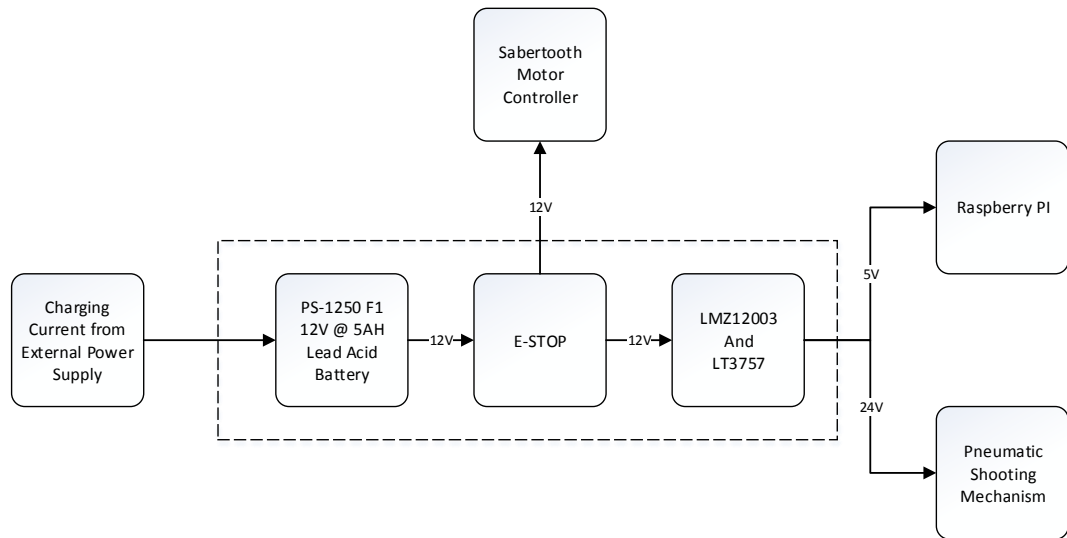 Sabertooth
Motor
Controller
12V
Raspberry PI
5V
Charging
Current from
External Power
Supply
PS-1250 F1
12V @ 5AH
Lead Acid
Battery
12V
E-STOP
12V
LMZ12003
And
LT3757
24V
Pneumatic
Shooting
Mechanism